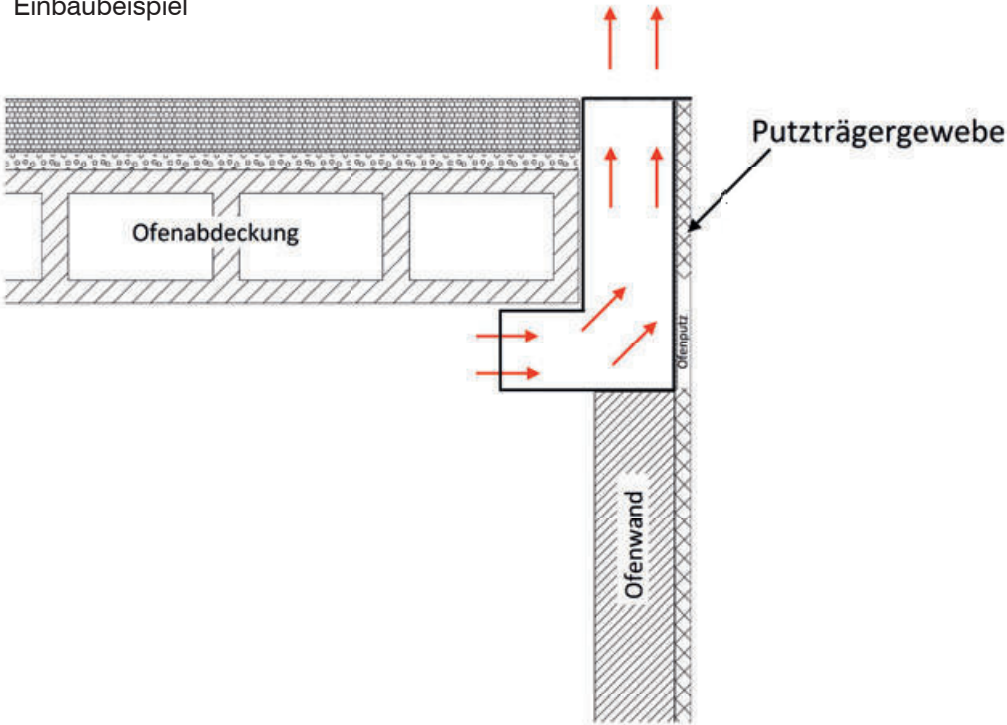 Einbaubeispiel
Putzträgergewebe
Ofenabdeckung
Ofenputz
Ofenwand